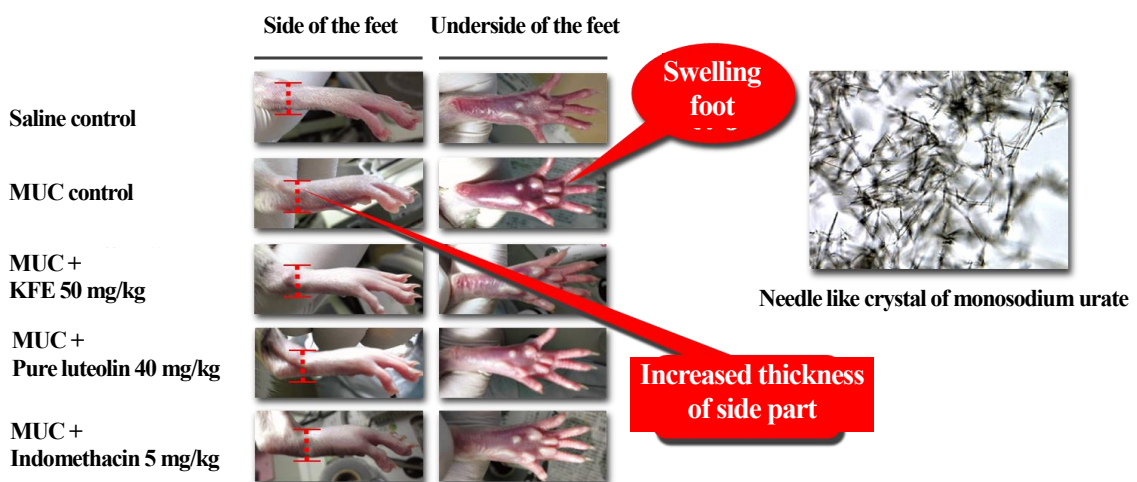 Side of the feet
Underside of the feet
Swelling
foot
Saline control
MUC control
MUC +
KFE 50 mg/kg
Needle like crystal of monosodium urate
MUC +
Pure luteolin 40 mg/kg
Increased thickness
of side part
MUC +
Indomethacin 5 mg/kg